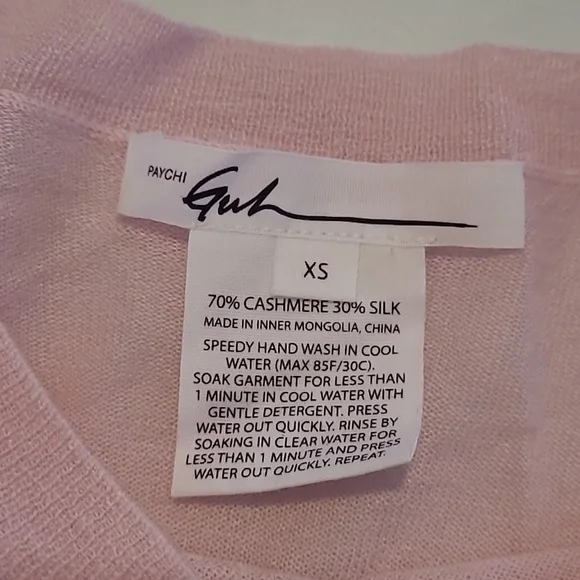 PAYCHI Guh
XS
70% CASHMERE 30% SILK
MADE IN INNER MONGOLIA, CHINA
SPEEDY HAND WASH IN COOL
WATER (MAX 85F/30C).
SOAK GARMENT FOR LESS THAN
1 MINUTE IN COOL WATER WITH
GENTLE DETERGENT. PRESS
WATER OUT QUICKLY. RINSE BY
SOAKING IN CLEAR WATER FOR
LESS THAN 1 MINUTE AND PRESS
WATER OUT QUICKLY. REPEAT.